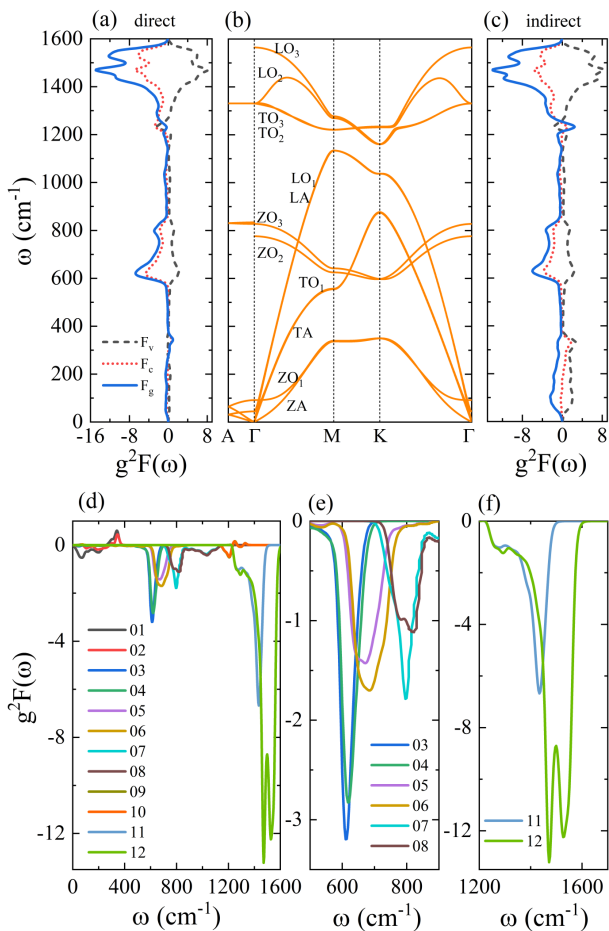 (a) direct
(b)
(c) indirect
1600
1400
1200
1000
800
600
400
200
0
ω (cm⁻¹)
F_v
F_c
F_g
-16 -8 0 8
g²F(ω)
LO₃
LO₂
TO₃
TO₂
LO₁
LA
ZO₃
ZO₂
TO₁
TA
ZO₁
ZA
A Γ M K Γ
-8 0 8
g²F(ω)
(d)
0
-4
-8
-12
g²F(ω)
01
02
03
04
05
06
07
08
09
10
11
12
0 400 800 1200 1600
ω (cm⁻¹)
(e)
0
-1
-2
-3
03
04
05
06
07
08
600 800
ω (cm⁻¹)
(f)
0
-4
-8
-12
11
12
1200 1600
ω (cm⁻¹)